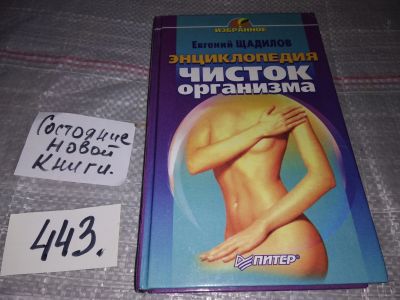 ИЗБРАННОЕ
Евгений ЩАДИЛОВ
ЭНЦИКЛОПЕДИЯ
ЧИСТОК
организма
ПИТЕР
Состояние
новой
книги.
443.